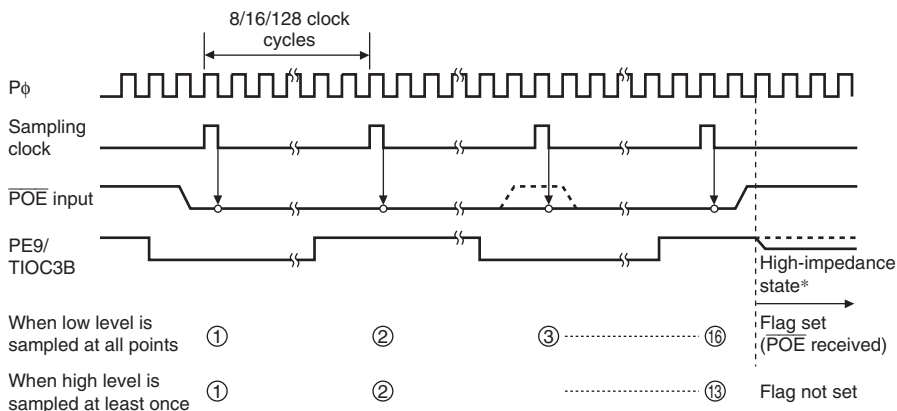 8/16/128 clock
cycles
Pϕ
Sampling
clock
POE input
PE9/
TIOC3B
High-impedance
state*
When low level is
sampled at all points
① ② ③ ⑯ Flag set
(POE received)
When high level is
sampled at least once
① ② ⑬ Flag not set